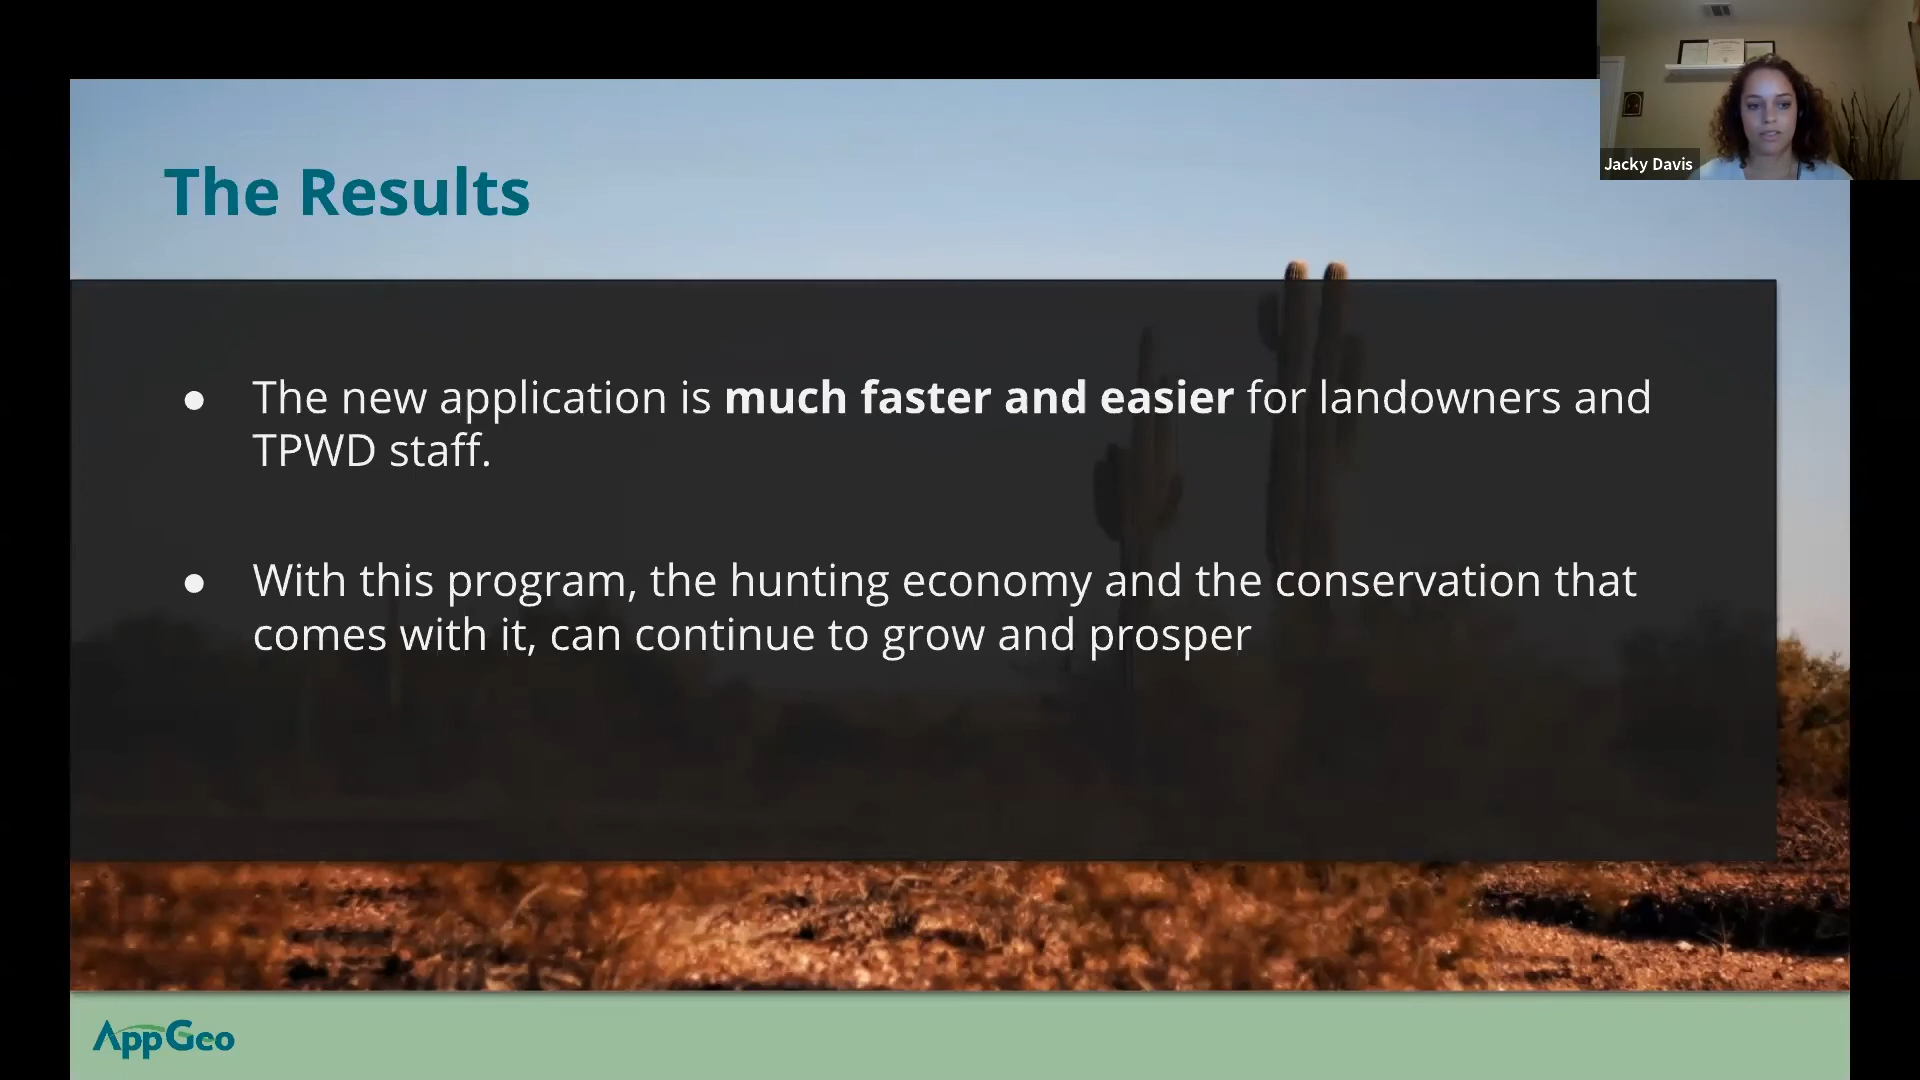 Jacky Davis
The Results
● The new application is much faster and easier for landowners and
TPWD staff.
● With this program, the hunting economy and the conservation that
comes with it, can continue to grow and prosper
AppGeo